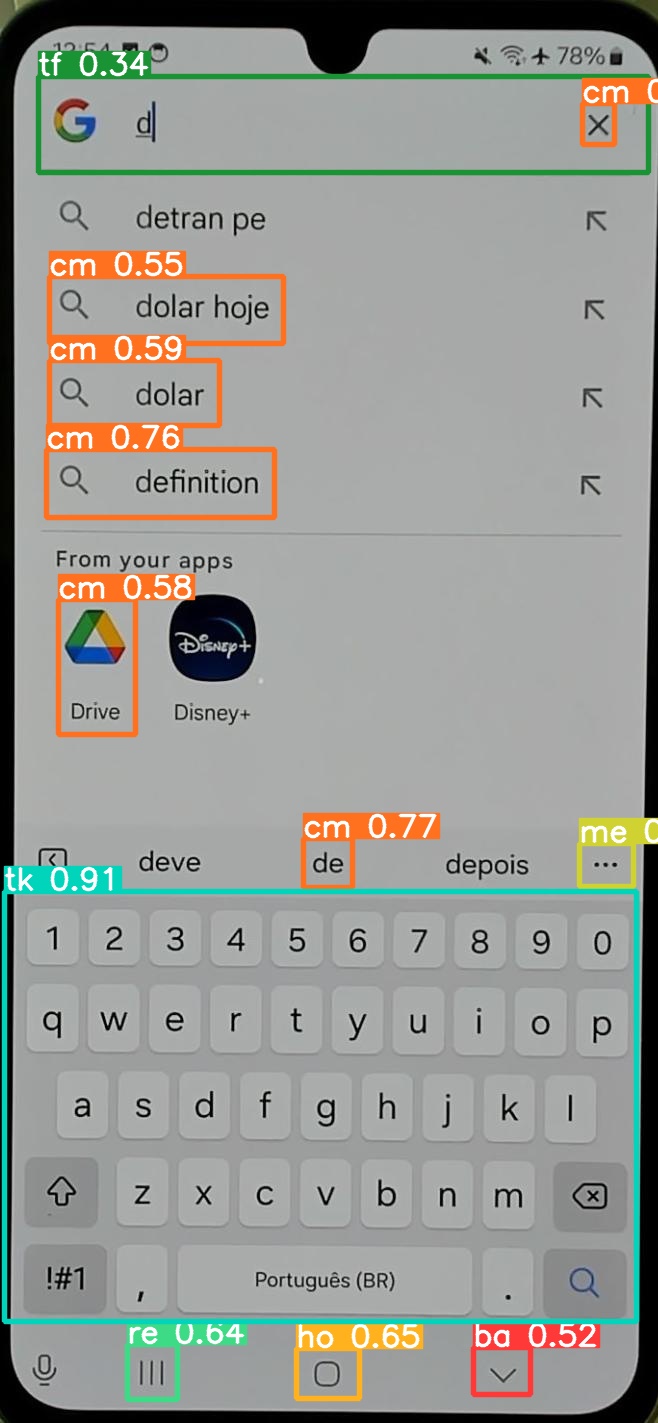 12:54 78%
tf 0.34
cm 0
G d
detran pe
cm 0.55
dolar hoje
cm 0.59
dolar
cm 0.76
definition
From your apps
cm 0.58
Disney+
Drive Disney+
cm 0.77 me 0
deve de depois ...
tk 0.91
1 2 3 4 5 6 7 8 9 0
q w e r t y u i o p
a s d f g h j k l
z x c v b n m
!#1 , Português (BR) .
re 0.64 ho 0.65 ba 0.52